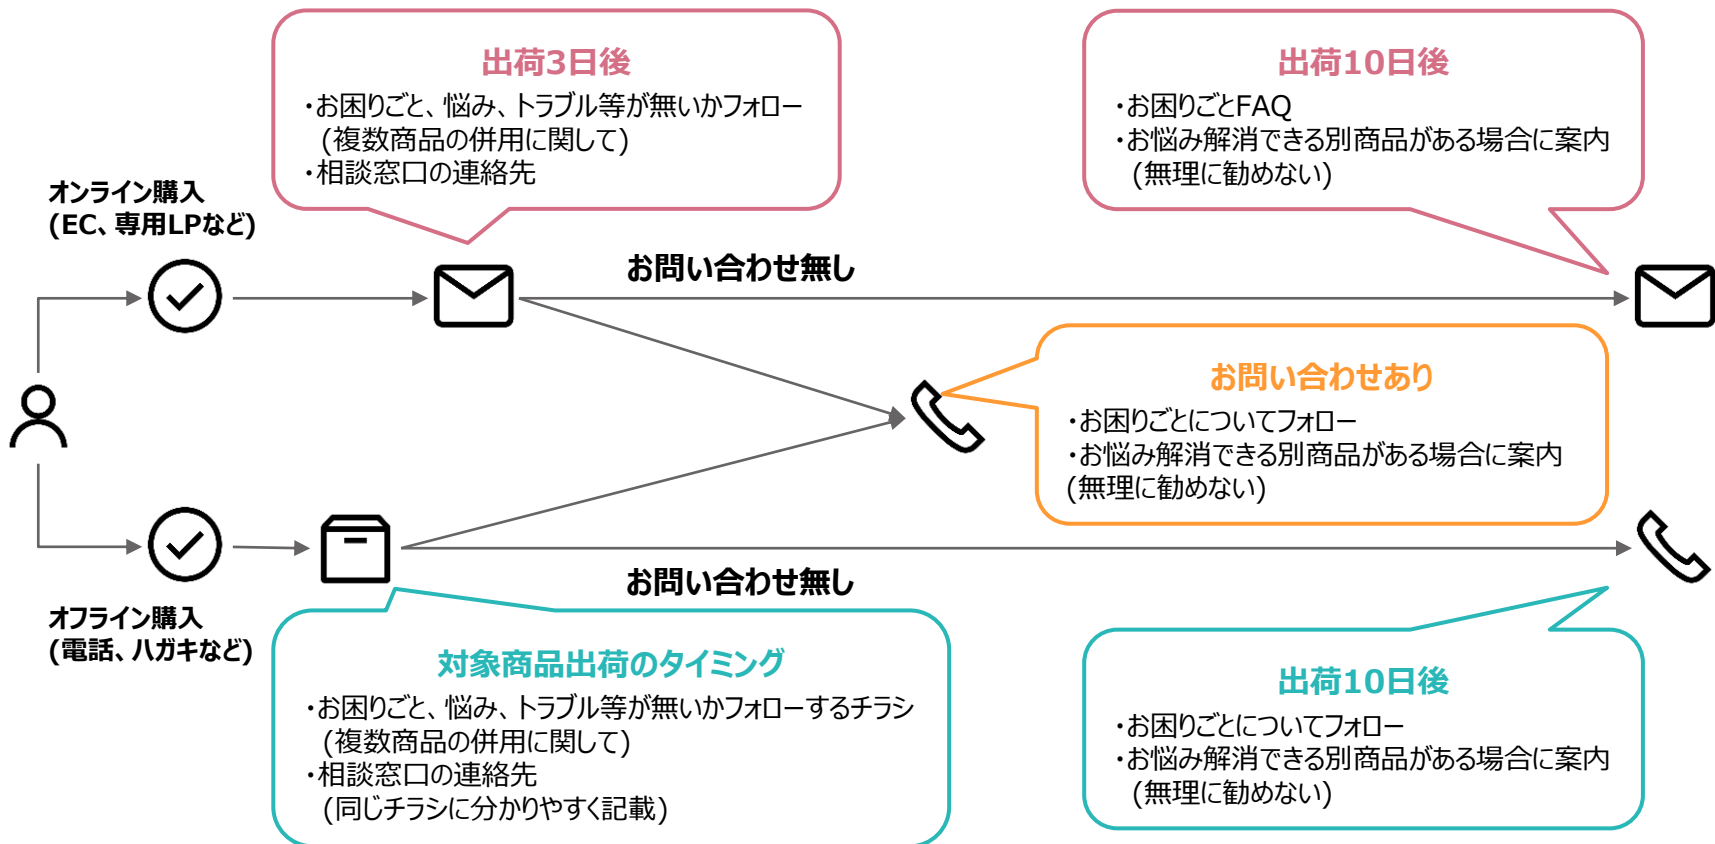 出荷3日後
・お困りごと、悩み、トラブル等が無いかフォロー
(複数商品の併用に関して)
・相談窓口の連絡先
出荷10日後
・お困りごとFAQ
・お悩み解消できる別商品がある場合に案内
(無理に勧めない)
オンライン購入
(EC、専用LPなど)
お問い合わせ無し
お問い合わせあり
・お困りごとについてフォロー
・お悩み解消できる別商品がある場合に案内
(無理に勧めない)
お問い合わせ無し
オフライン購入
(電話、ハガキなど)
対象商品出荷のタイミング
・お困りごと、悩み、トラブル等が無いかフォローするチラシ
(複数商品の併用に関して)
・相談窓口の連絡先
(同じチラシに分かりやすく記載)
出荷10日後
・お困りごとについてフォロー
・お悩み解消できる別商品がある場合に案内
(無理に勧めない)